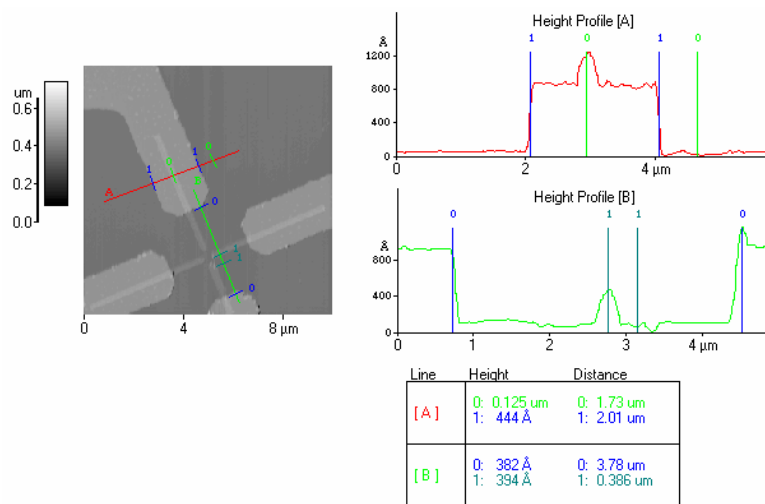 Height Profile [A]
Å
1200
800
400
0
0
2
4 µm
1
0
1
0
um
0.6
0.4
0.2
0.0
A
1
0
1
0
B
0
1
1
0
0
4
8 µm
Height Profile [B]
0
1
1
0
Å
800
400
0
0
1
2
3
4 µm
Line Height Distance
[A] 0: 0.125 um 0: 1.73 um
1: 444 Å 1: 2.01 um
[B] 0: 382 Å 0: 3.78 um
1: 394 Å 1: 0.386 um